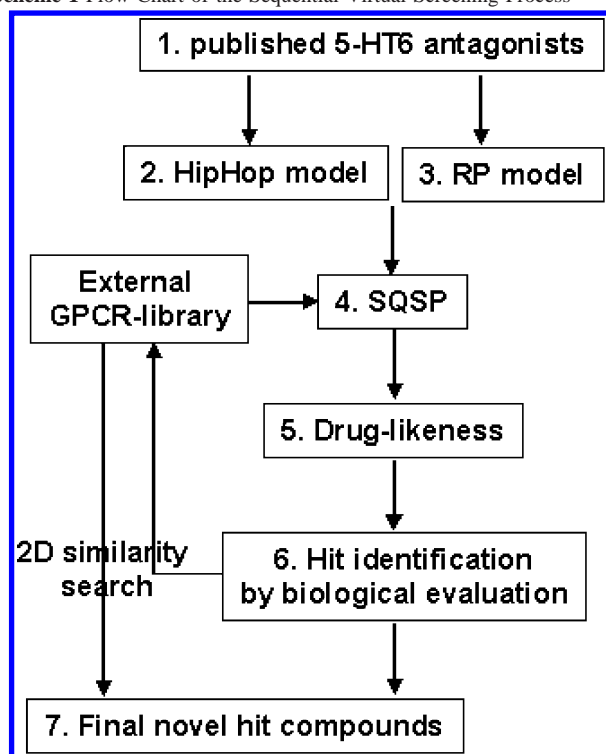 Scheme 1 Flow Chart of the Sequential Virtual Screening Process
1. published 5-HT6 antagonists
2. HipHop model
3. RP model
External
GPCR-library
4. SQSP
5. Drug-likeness
2D similarity
search
6. Hit identification
by biological evaluation
7. Final novel hit compounds